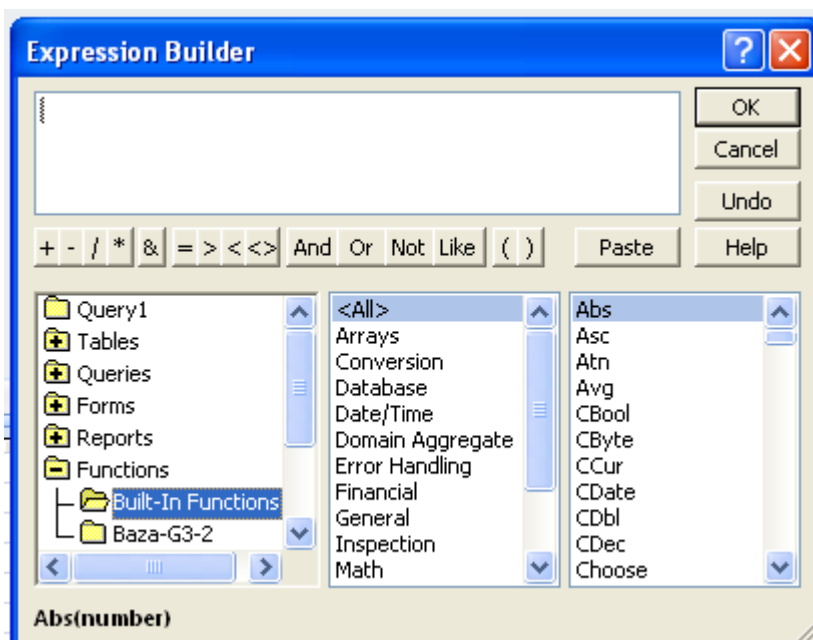 Expression Builder
OK
Cancel
Undo
+ - / * & = > < <> And Or Not Like ( ) Paste Help
Query1
Tables
Queries
Forms
Reports
Functions
Built-In Functions
Baza-G3-2
<All>
Arrays
Conversion
Database
Date/Time
Domain Aggregate
Error Handling
Financial
General
Inspection
Math
Abs
Asc
Atn
Avg
CBool
CByte
CCur
CDate
CDbl
CDec
Choose
Abs(number)